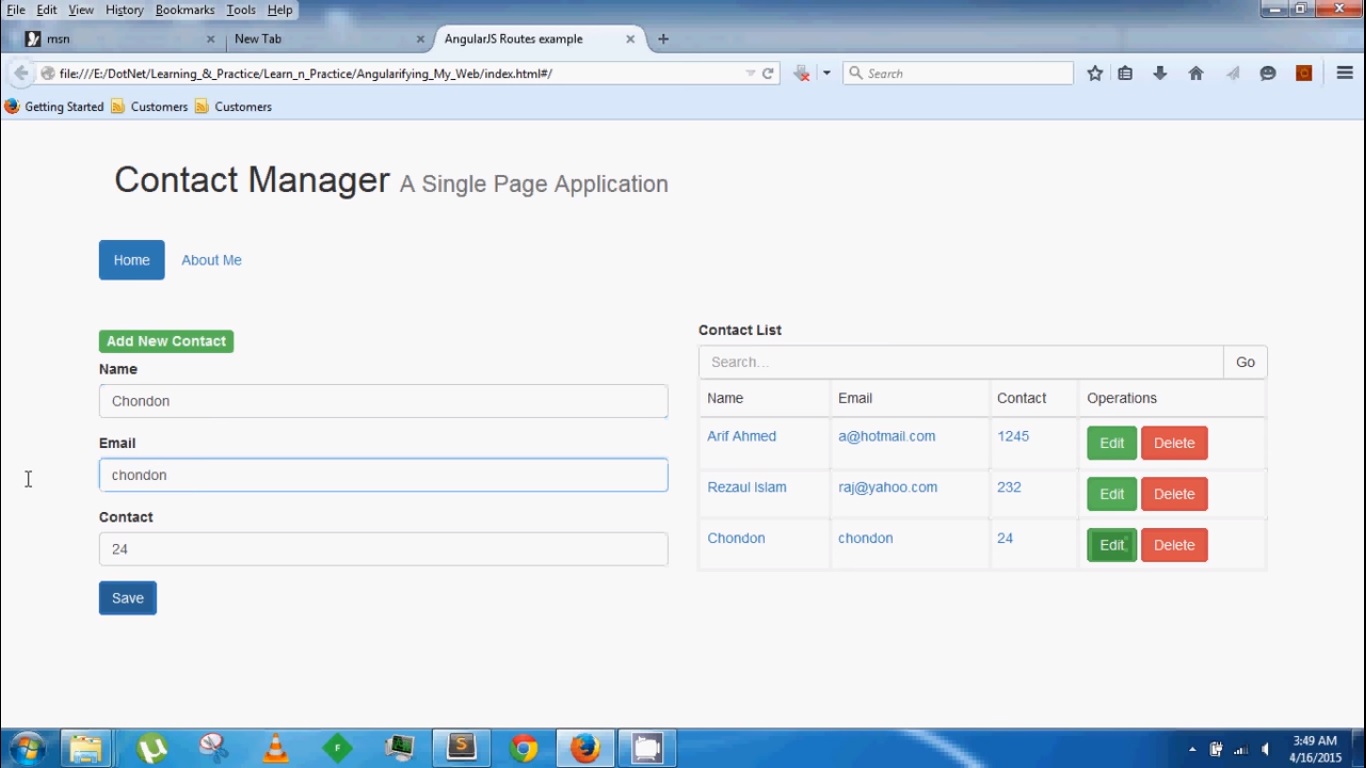 File Edit View History Bookmarks Tools Help
msn
New Tab
AngularJS Routes example
file:///E:/DotNet/Learning_&_Practice/Learn_n_Practice/Angularifying_My_Web/index.html#/
Search
Getting Started Customers Customers
Contact Manager A Single Page Application
Home About Me
Add New Contact
Name
Chondon
Email
chondon
Contact
24
Save
Contact List
Search... Go
Name Email Contact Operations
Arif Ahmed a@hotmail.com 1245 Edit Delete
Rezaul Islam raj@yahoo.com 232 Edit Delete
Chondon chondon 24 Edit Delete
3:49 AM
4/16/2015